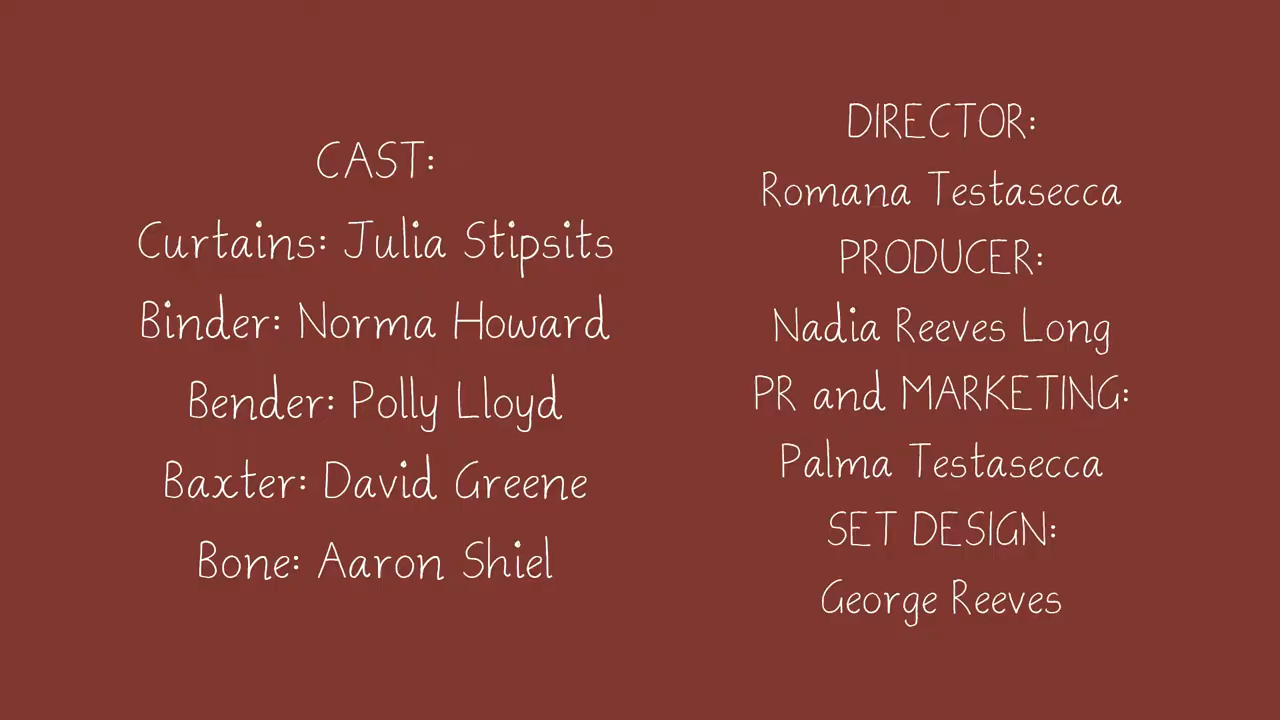 CAST:
Curtains: Julia Stipsits
Binder: Norma Howard
Bender: Polly Lloyd
Baxter: David Greene
Bone: Aaron Shiel
DIRECTOR:
Romana Testasecca
PRODUCER:
Nadia Reeves Long
PR and MARKETING:
Palma Testasecca
SET DESIGN:
George Reeves